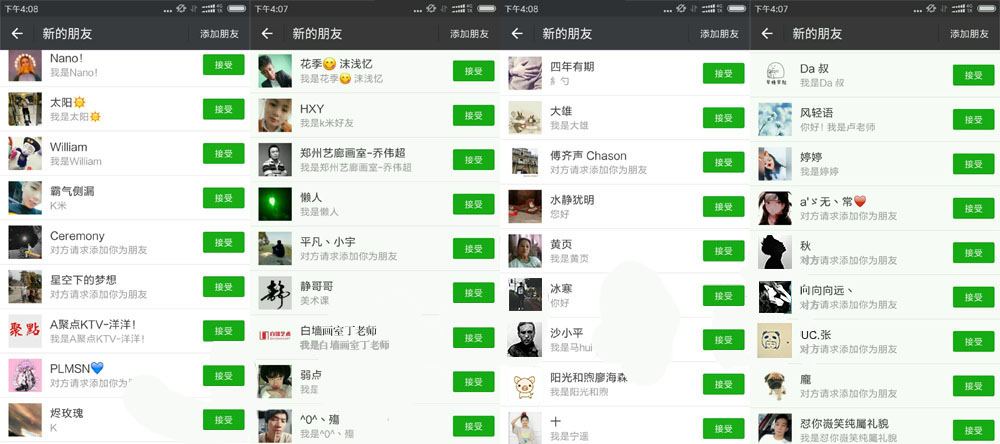 下午4:08
新的朋友 添加朋友
Nano!
我是Nano!
接受
太阳☀
我是太阳☀
接受
William
我是William
接受
霸气侧漏
K米
接受
Ceremony
对方请求添加你为朋友
接受
星空下的梦想
对方请求添加你为朋友
接受
聚點
A聚点KTV-洋洋!
我是A聚点KTV-洋洋!
接受
PLMSN💙
对方请求添加你为朋
接受
烬玫瑰
K
接受
下午4:07
新的朋友 添加朋友
花季😋 沫浅忆
我是花季😋 沫浅忆
接受
HXY
我是k米好友
接受
郑州艺廊画室-乔伟超
我是郑州艺廊画室-乔伟超
接受
懒人
我是懒人
接受
平凡丶小宇
对方请求添加你为朋友
接受
静
静哥哥
美术课
接受
白墙画室丁老师
我是白墙画室丁老师
接受
弱点
我是
接受
^0^丶殤
我是^0^丶殤
接受
下午4:08
新的朋友 添加朋友
四年有期
糹勺
接受
大雄
我是大雄
接受
傅齐声 Chason
对方请求添加你为朋友
接受
水静犹明
您好
接受
黄页
我是黄页
接受
冰寒
你好
接受
沙小平
我是马hui
接受
阳光和煦廖海森
我是阳光和煦
接受
十
我是宁遥
接受
下午4:07
新的朋友 添加朋友
Da 叔
我是Da 叔
接受
风轻语
你好! 我是卢老师
接受
婷婷
我是婷婷
接受
a'ゞ无丶常❤
对方请求添加你为朋友
接受
秋
对方请求添加你为朋友
接受
向向向远丶
对方请求添加你为朋友
接受
UC.张
对方请求添加你为朋友
接受
龐
对方请求添加你为朋友
接受
怼你薇笑纯属礼貌
我是怼你薇笑纯属礼貌
接受